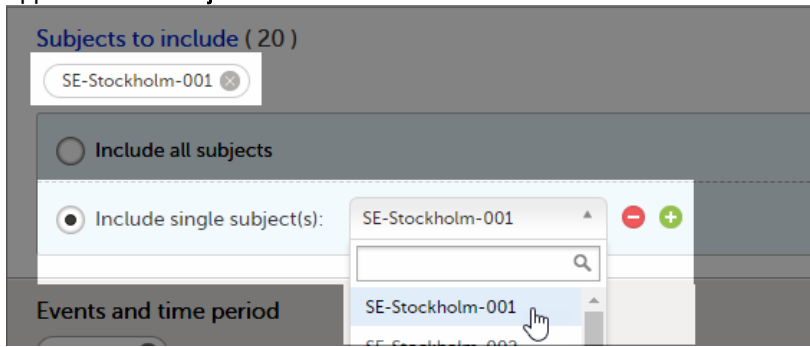 Subjects to include ( 20 )
SE-Stockholm-001
Include all subjects
Include single subject(s): SE-Stockholm-001
SE-Stockholm-001
Events and time period